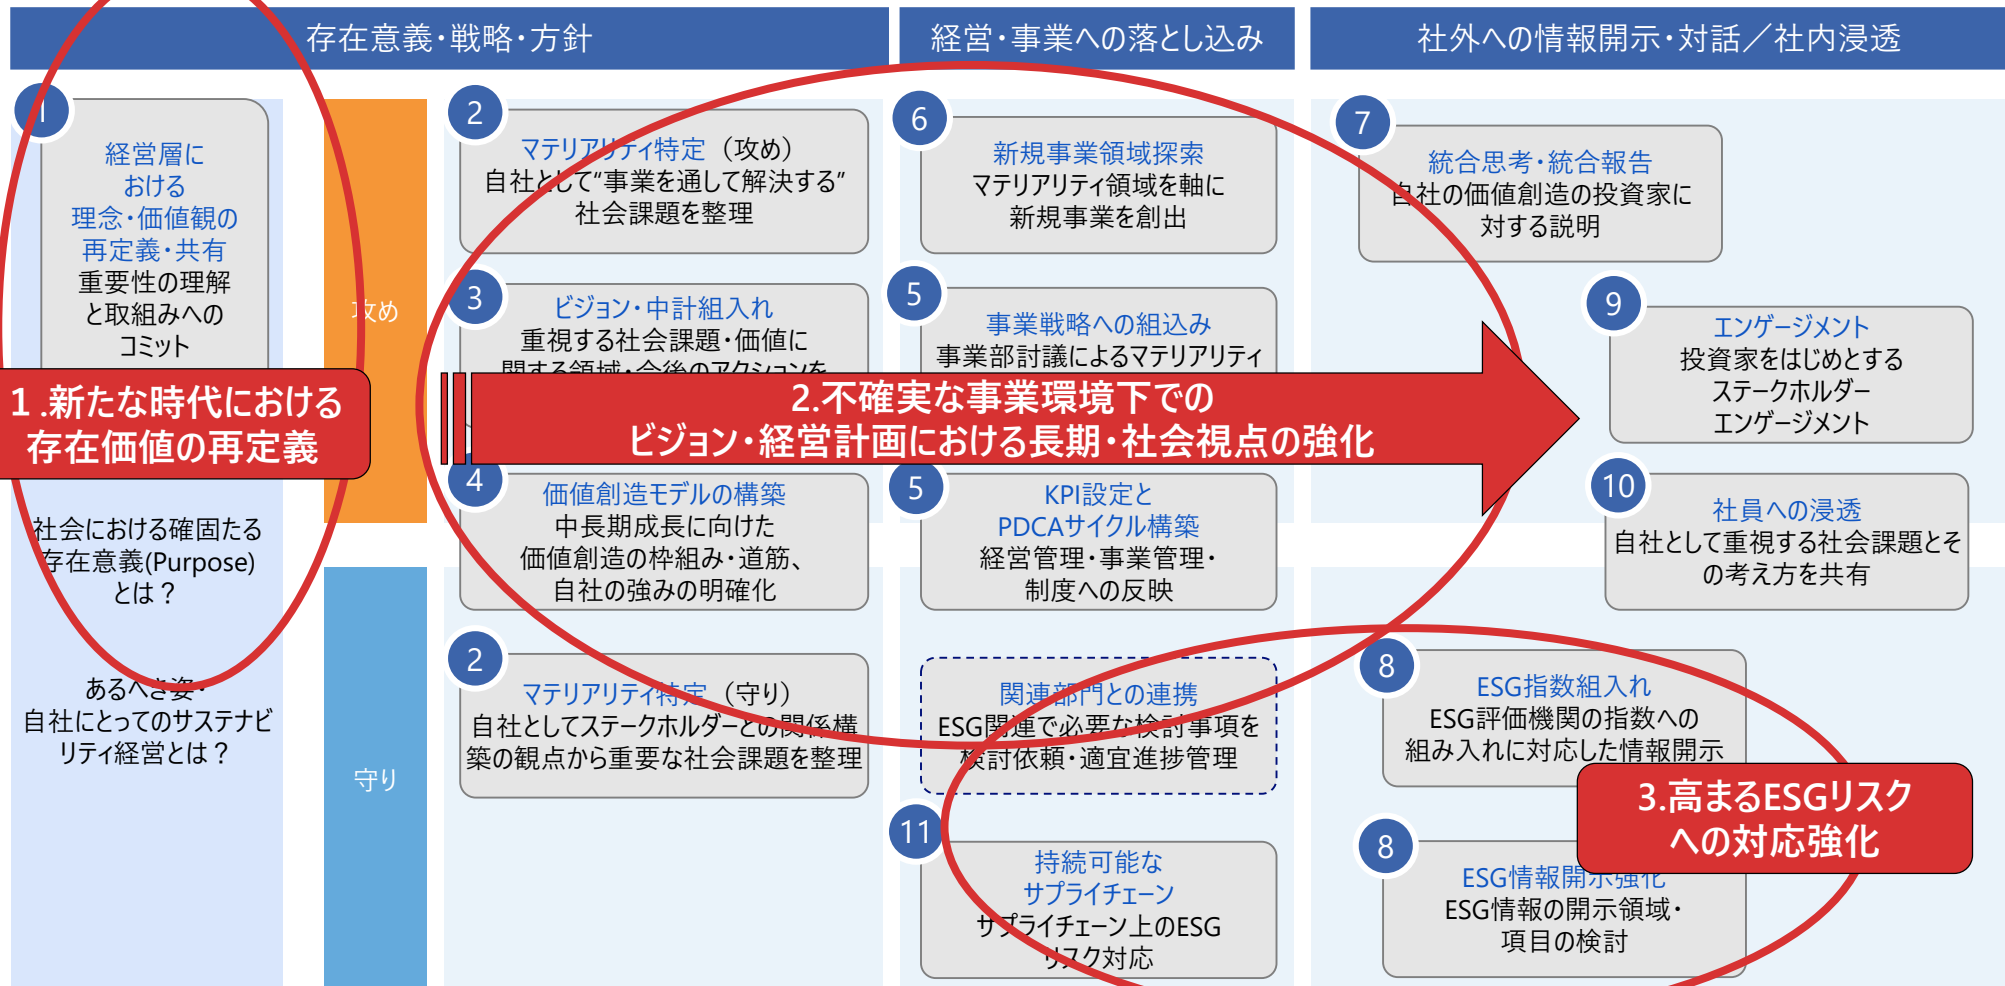 存在意義・戦略・方針
経営・事業への落とし込み
社外への情報開示・対話／社内浸透
1
経営層に
おける
理念・価値観の
再定義・共有
重要性の理解
と取組みへの
コミット
1.新たな時代における
存在価値の再定義
社会における確固たる
存在意義(Purpose)
とは？
あるべき姿・
自社にとってのサステナビ
リティ経営とは？
攻め
守り
2
マテリアリティ特定（攻め）
自社として“事業を通して解決する”
社会課題を整理
3
ビジョン・中計組入れ
重視する社会課題・価値に
関する領域・今後のアクションを
2.不確実な事業環境下での
ビジョン・経営計画における長期・社会視点の強化
4
価値創造モデルの構築
中長期成長に向けた
価値創造の枠組み・道筋、
自社の強みの明確化
2
マテリアリティ特定（守り）
自社としてステークホルダーとの関係構
築の観点から重要な社会課題を整理
6
新規事業領域探索
マテリアリティ領域を軸に
新規事業を創出
5
事業戦略への組込み
事業部討議によるマテリアリティ
5
KPI設定と
PDCAサイクル構築
経営管理・事業管理・
制度への反映
関連部門との連携
ESG関連で必要な検討事項を
検討依頼・適宜進捗管理
11
持続可能な
サプライチェーン
サプライチェーン上のESG
リスク対応
7
統合思考・統合報告
自社の価値創造の投資家に
対する説明
9
エンゲージメント
投資家をはじめとする
ステークホルダー
エンゲージメント
10
社員への浸透
自社として重視する社会課題とそ
の考え方を共有
8
ESG指数組入れ
ESG評価機関の指数への
組み入れに対応した情報開示
3.高まるESGリスク
への対応強化
8
ESG情報開示強化
ESG情報の開示領域・
項目の検討